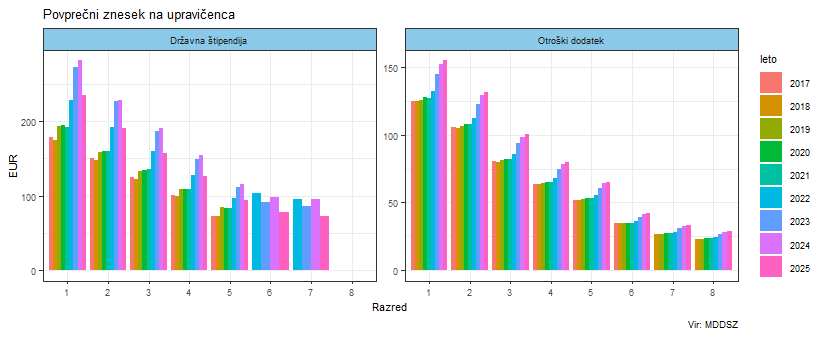 Povprečni znesek na upravičenca
Državna štipendija
Otroški dodatek
EUR
200
100
0
150
100
50
0
1 2 3 4 5 6 7 8
1 2 3 4 5 6 7 8
Razred
leto
2017
2018
2019
2020
2021
2022
2023
2024
2025
Vir: MDDSZ